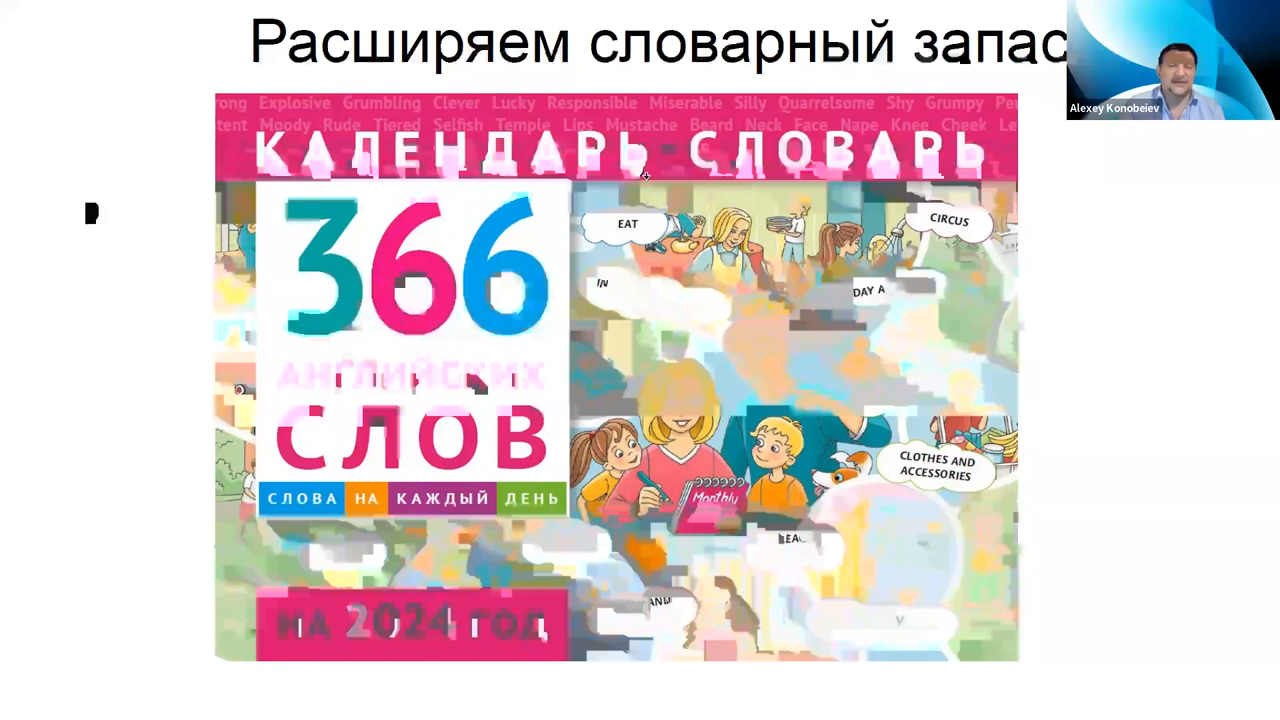 Расширяем словарный запас
Alexey Konobeiev
Explosive Grumbling Clever Lucky Responsible Miserable Silly Quarrelsome Shy Grumpy
Moody Rude Tiered Selfish Temple Lips Mustache Beard Neck Face Nape Knee Cheek
КАЛЕНДАРЬ СЛОВАРЬ
366
АНГЛИЙСКИХ
СЛОВ
СЛОВА НА КАЖДЫЙ ДЕНЬ
НА 2024 ГОД
EAT
CIRCUS
IN
DAY A
CLOTHES AND
ACCESSORIES
Monthly